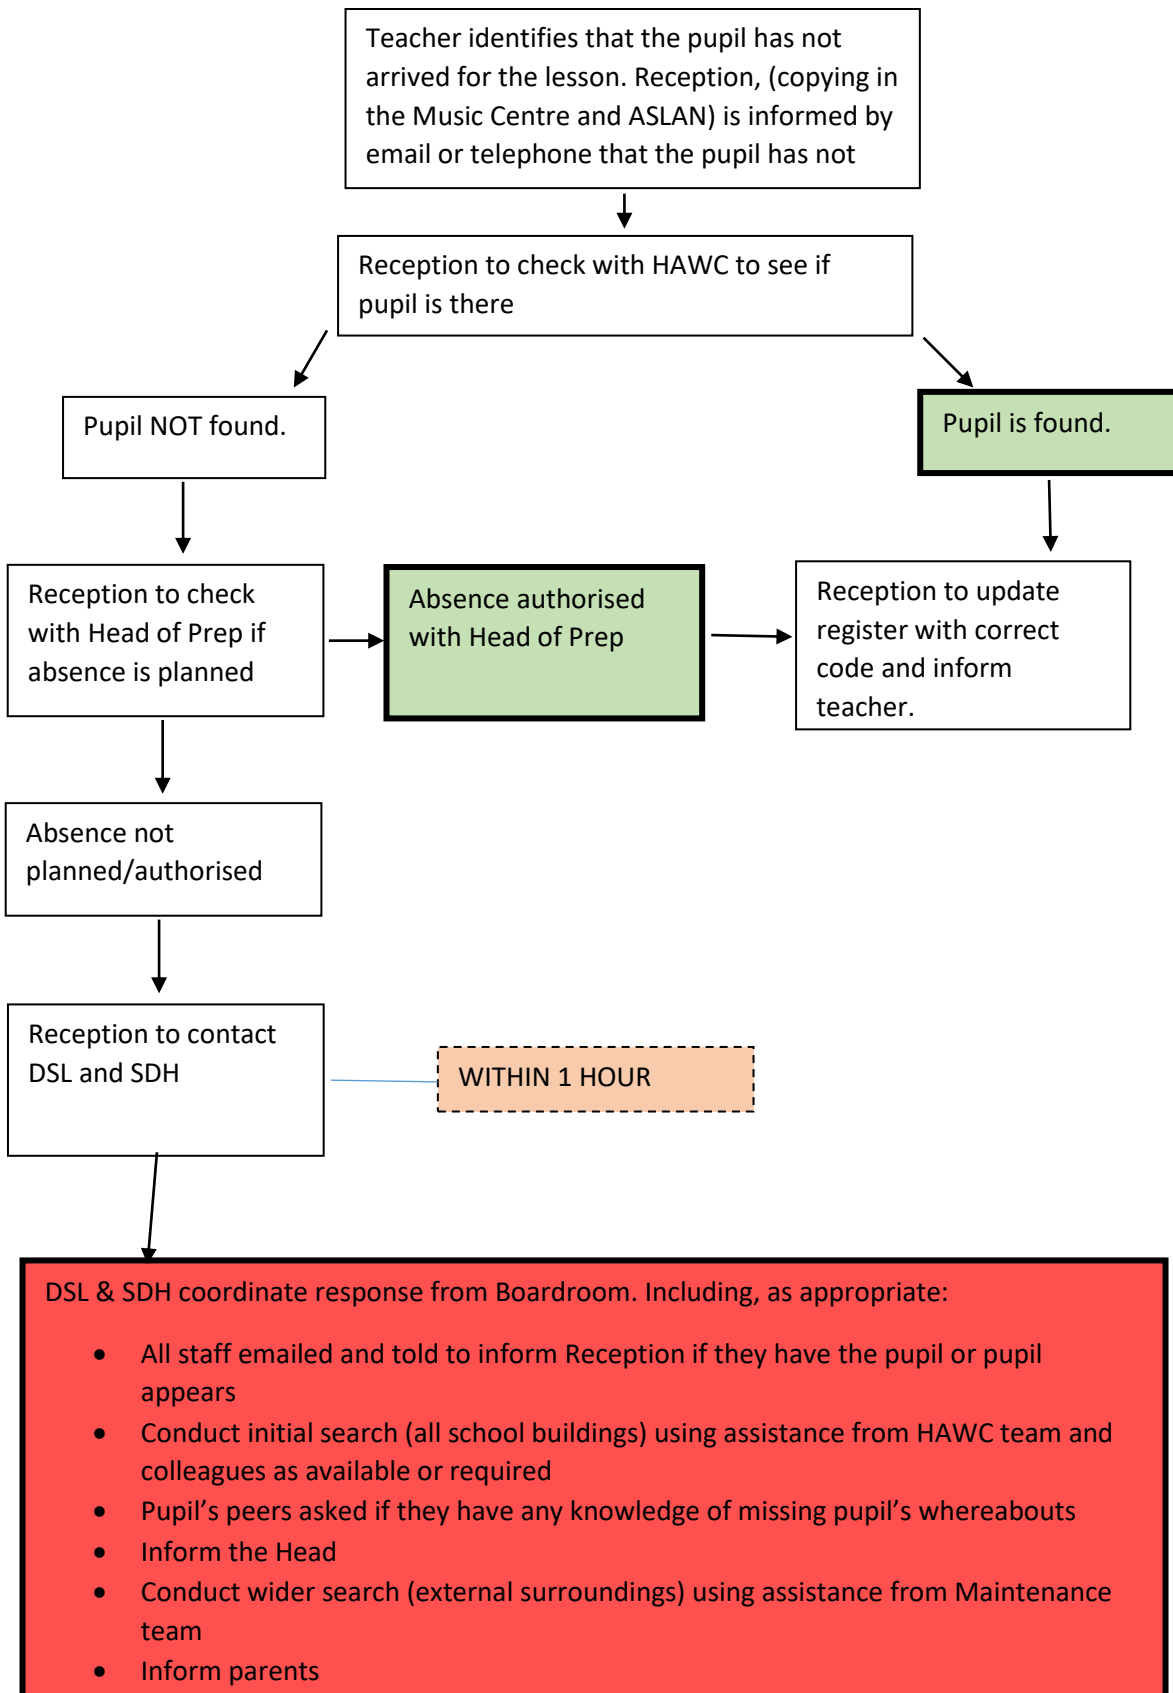 Teacher identifies that the pupil has not
arrived for the lesson. Reception, (copying in
the Music Centre and ASLAN) is informed by
email or telephone that the pupil has not
Reception to check with HAWC to see if
pupil is there
Pupil NOT found.
Pupil is found.
Reception to check
with Head of Prep if
absence is planned
Absence authorised
with Head of Prep
Reception to update
register with correct
code and inform
teacher.
Absence not
planned/authorised
Reception to contact
DSL and SDH
WITHIN 1 HOUR
DSL & SDH coordinate response from Boardroom. Including, as appropriate:
• All staff emailed and told to inform Reception if they have the pupil or pupil
appears
• Conduct initial search (all school buildings) using assistance from HAWC team and
colleagues as available or required
• Pupil’s peers asked if they have any knowledge of missing pupil’s whereabouts
• Inform the Head
• Conduct wider search (external surroundings) using assistance from Maintenance
team
• Inform parents